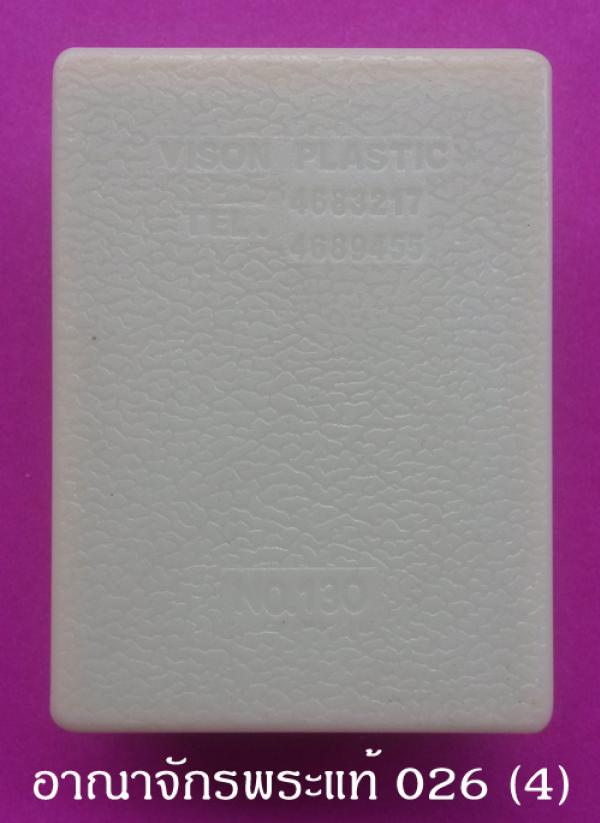 VISON PLASTIC
TEL. 4683217
4689455
NO.130
อาณาจักรพระแท้ 026 (4)